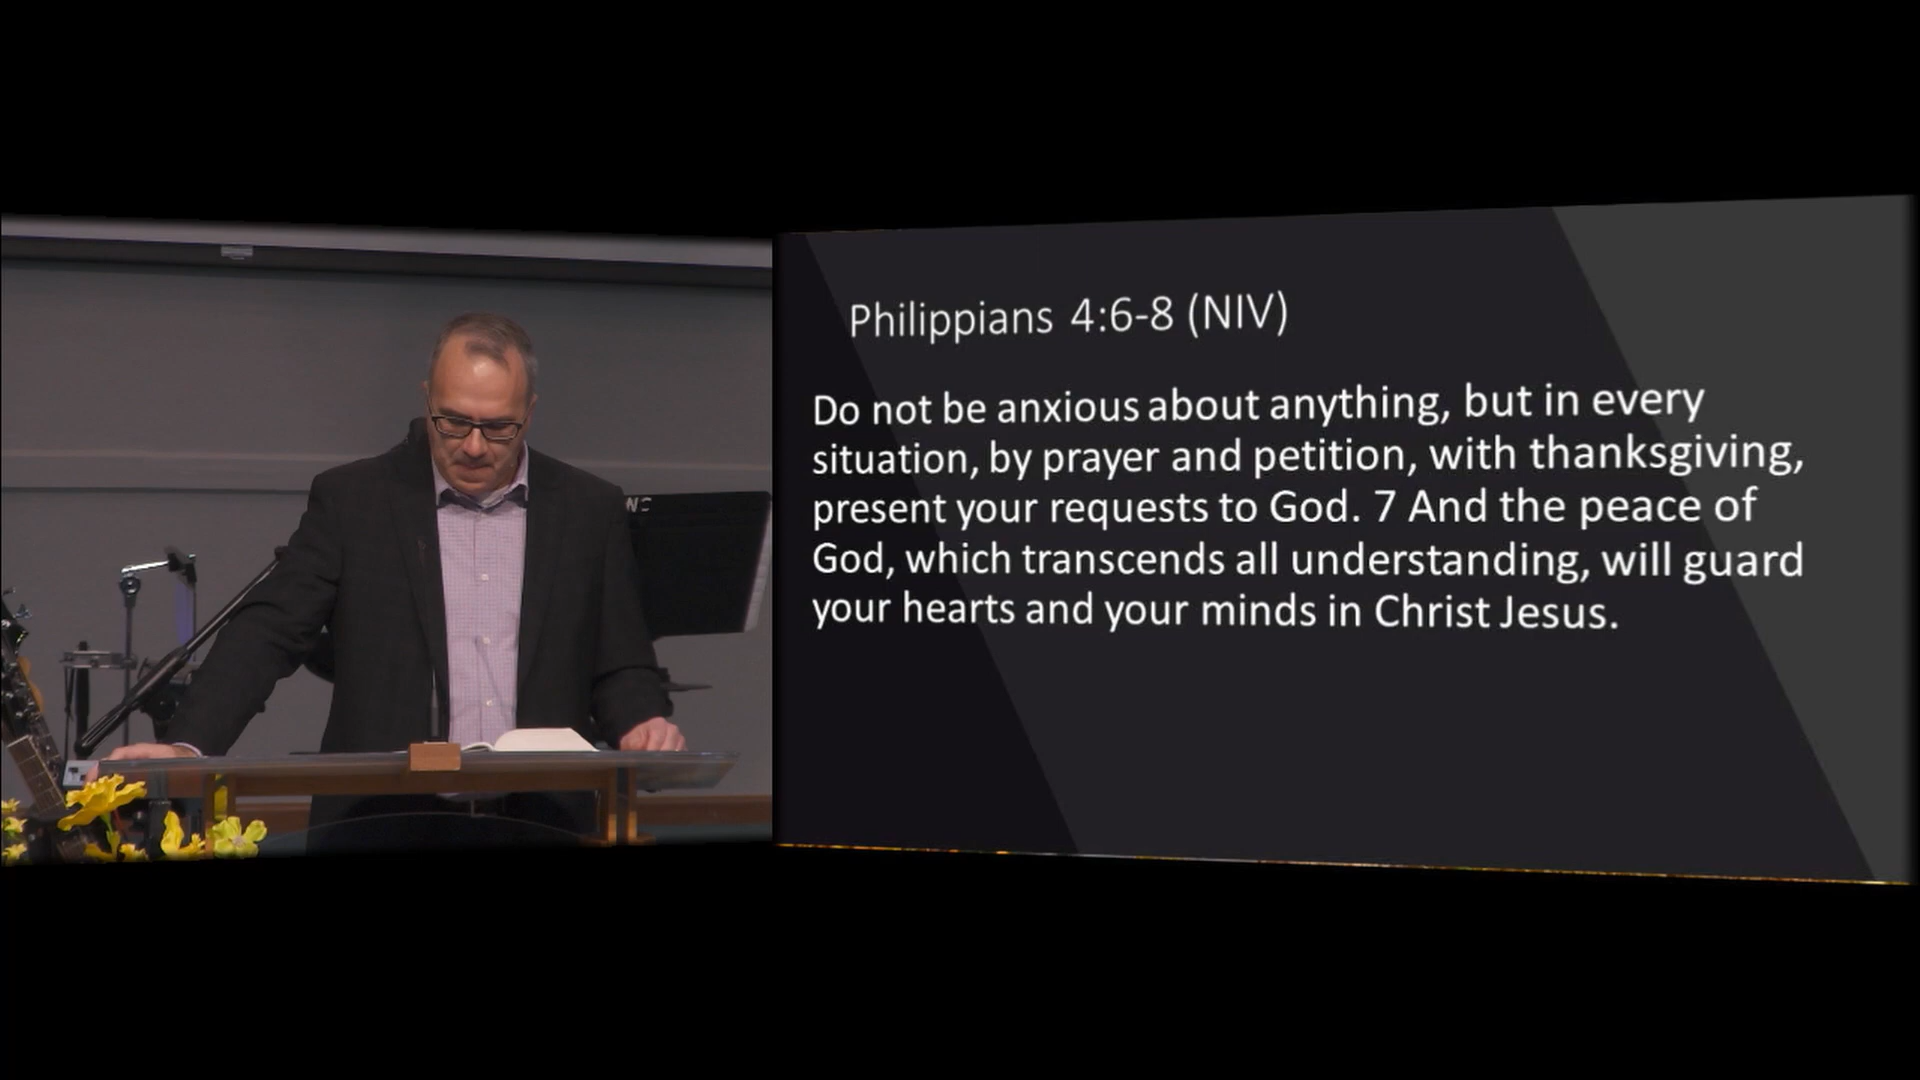 Philippians 4:6-8 (NIV)
Do not be anxious about anything, but in every
situation, by prayer and petition, with thanksgiving,
present your requests to God. 7 And the peace of
God, which transcends all understanding, will guard
your hearts and your minds in Christ Jesus.